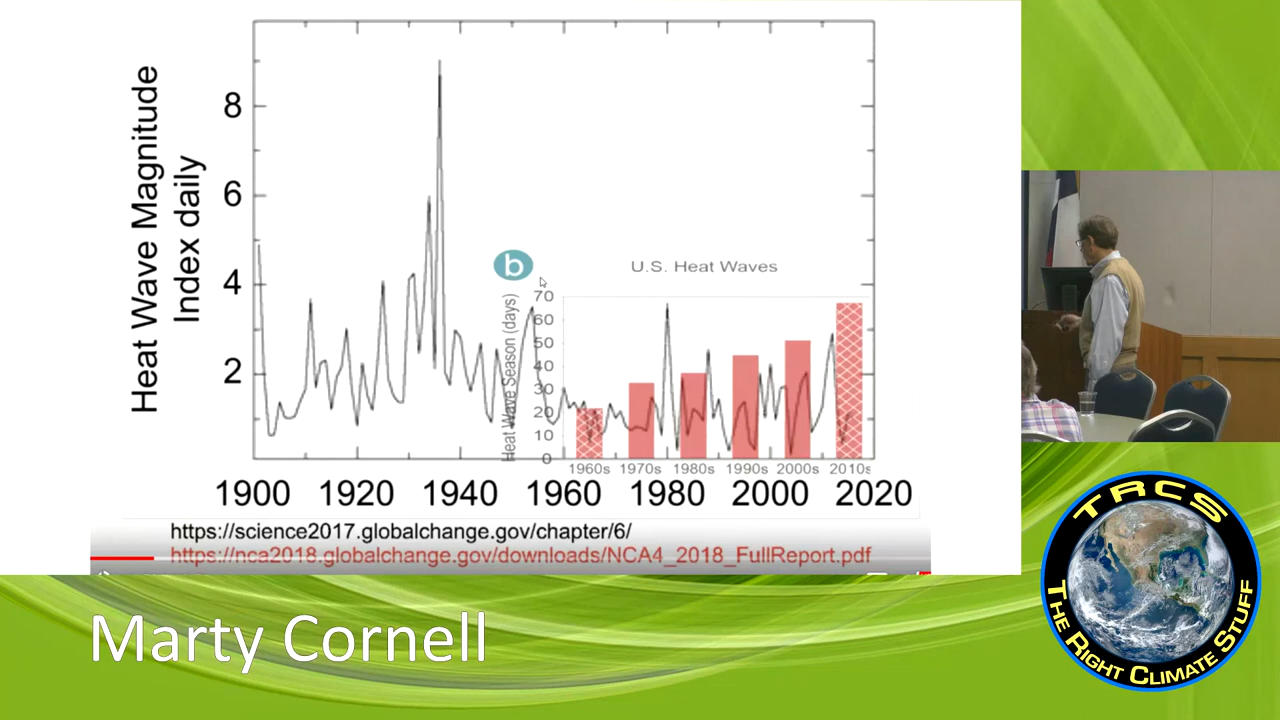 Heat Wave Magnitude
Index daily
8
6
4
2
b
U.S. Heat Waves
Heat Wave Season (days)
70
60
50
40
30
20
10
0
1960s 1970s 1980s 1990s 2000s 2010s
1900 1920 1940 1960 1980 2000 2020
https://science2017.globalchange.gov/chapter/6/
https://nca2018.globalchange.gov/downloads/NCA4_2018_FullReport.pdf
Marty Cornell
TRCS
THE RIGHT CLIMATE STUFF